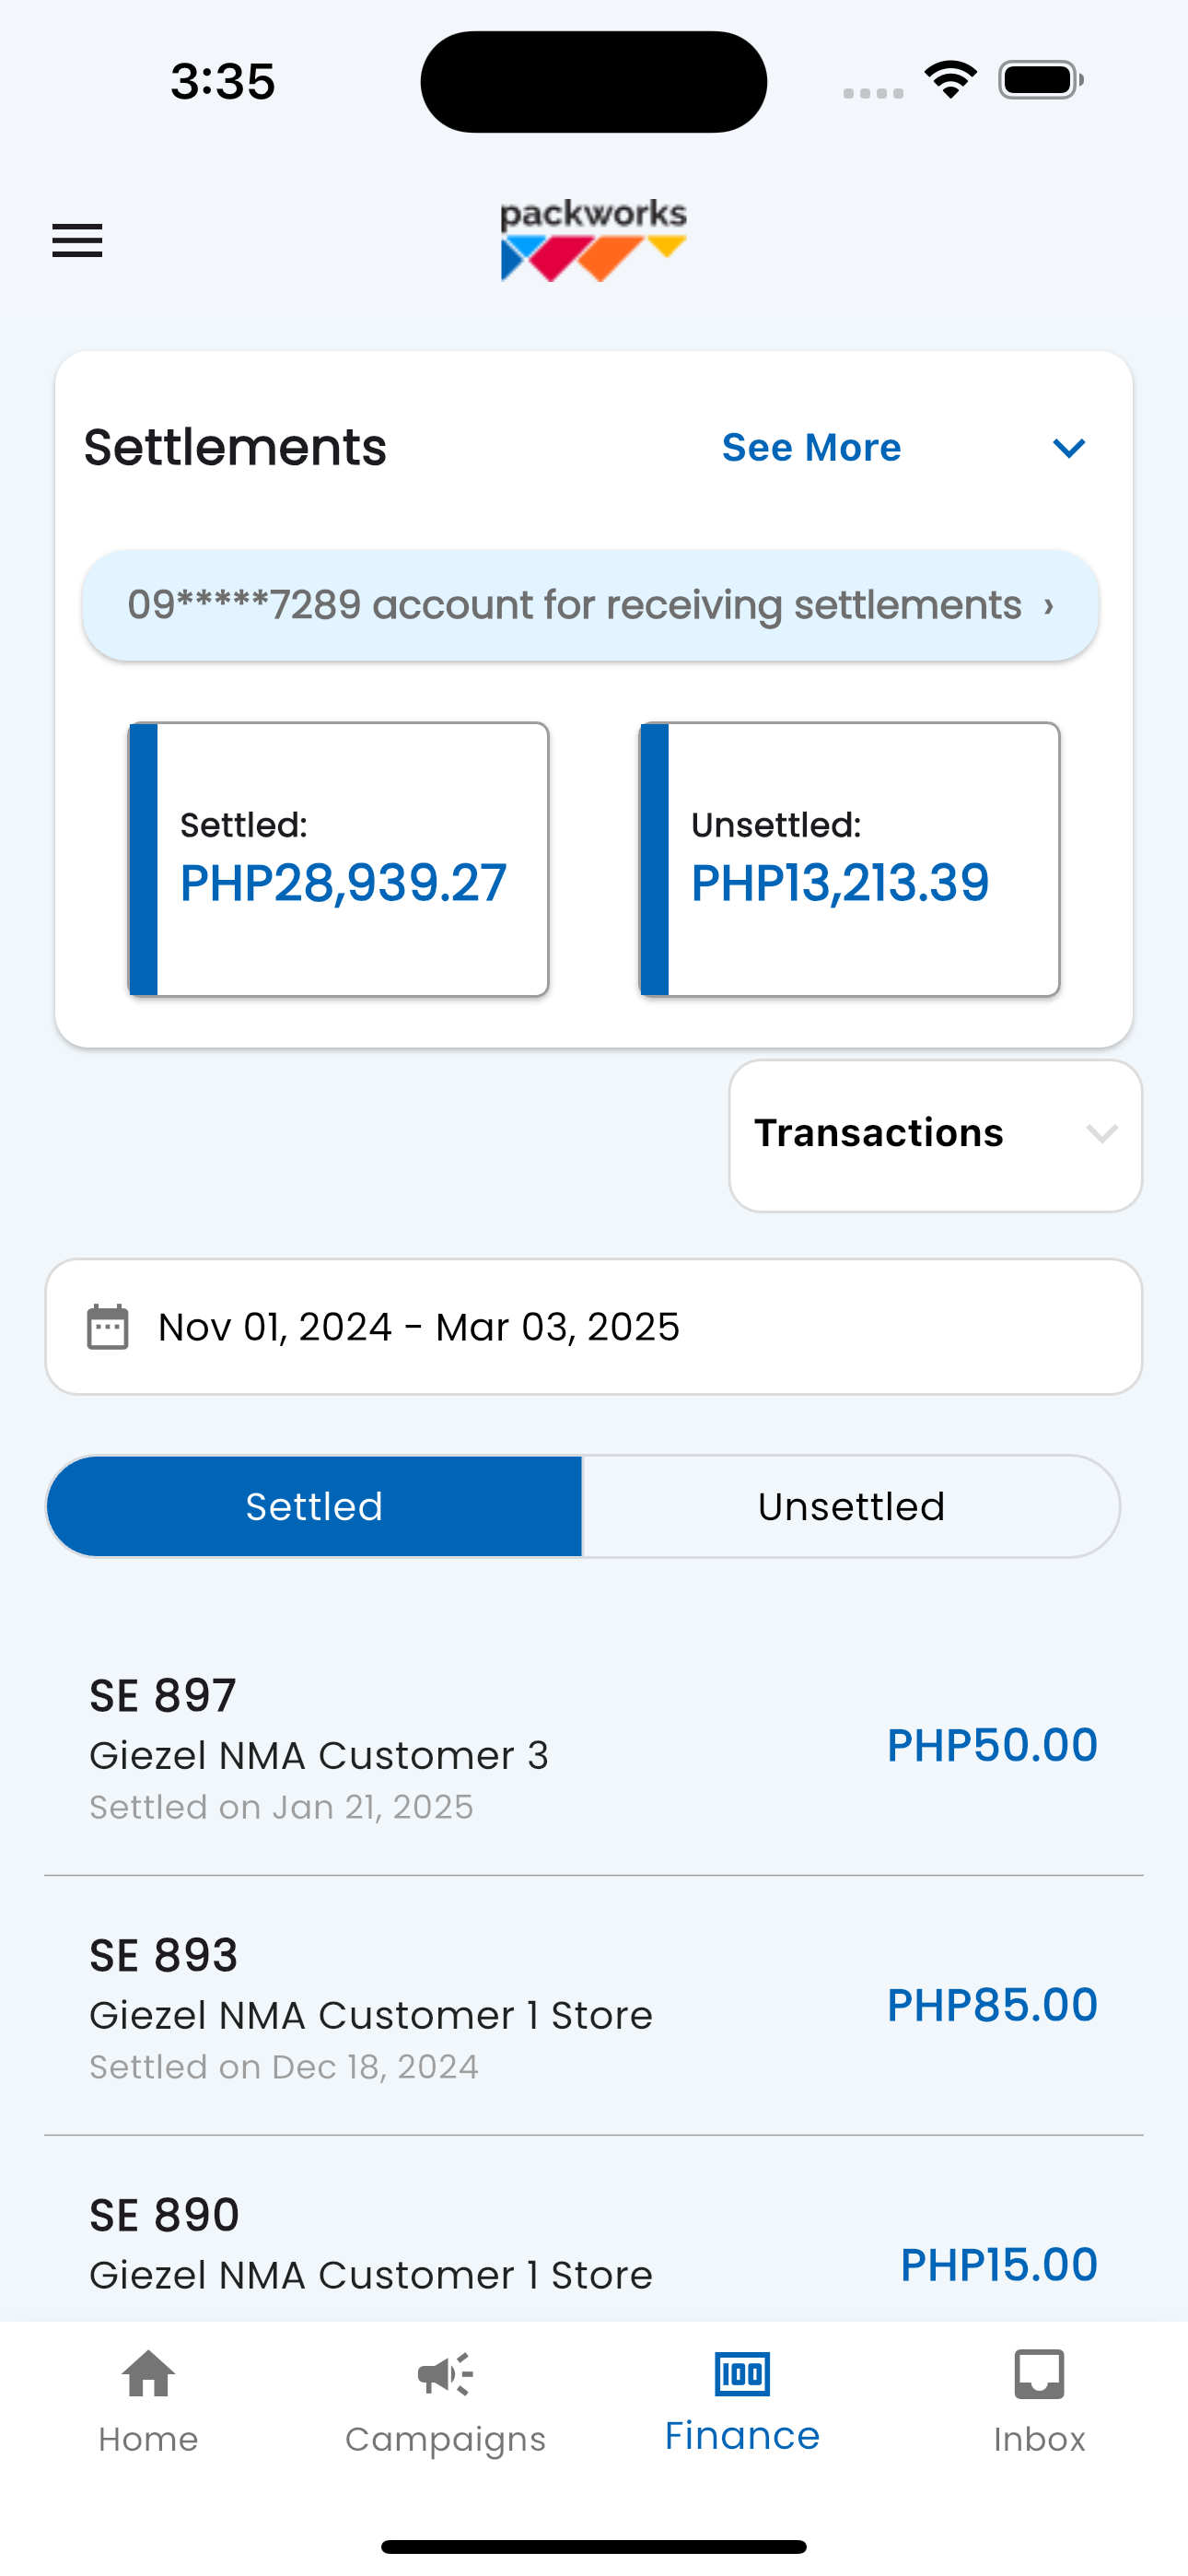 3:35
packworks
Settlements
See More
09*****7289 account for receiving settlements ›
Settled:
PHP28,939.27
Unsettled:
PHP13,213.39
Transactions
Nov 01, 2024 - Mar 03, 2025
Settled
Unsettled
SE 897
Giezel NMA Customer 3
Settled on Jan 21, 2025
PHP50.00
SE 893
Giezel NMA Customer 1 Store
Settled on Dec 18, 2024
PHP85.00
SE 890
Giezel NMA Customer 1 Store
PHP15.00
100
Home
Campaigns
Finance
Inbox